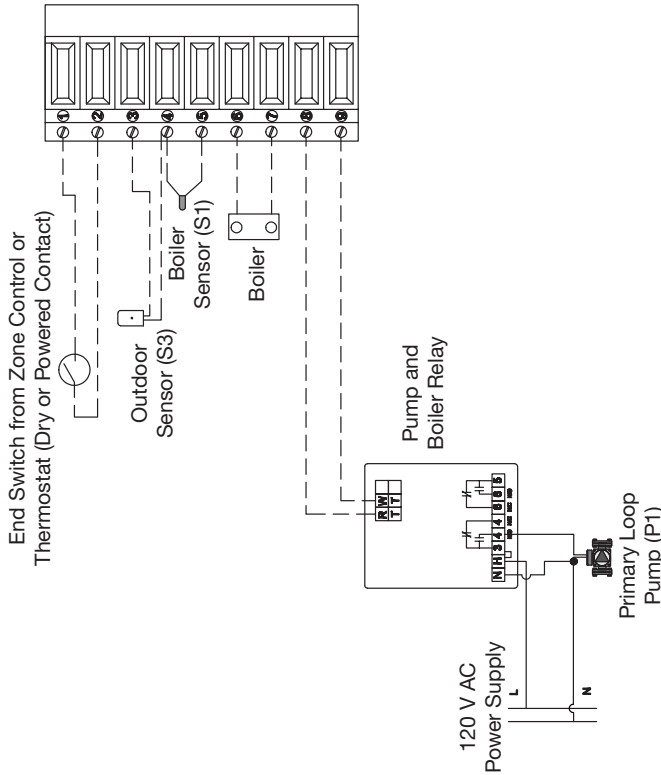 End Switch from Zone Control or
Thermostat (Dry or Powered Contact)
Outdoor
Sensor (S3)
Boiler
Sensor (S1)
Boiler
1 2 3 4 5 6 7 8 9
Pump and
Boiler Relay
R W
T T
N H 3 4 4 6 6 5
120 V AC
Power Supply
L
N
Primary Loop
Pump (P1)